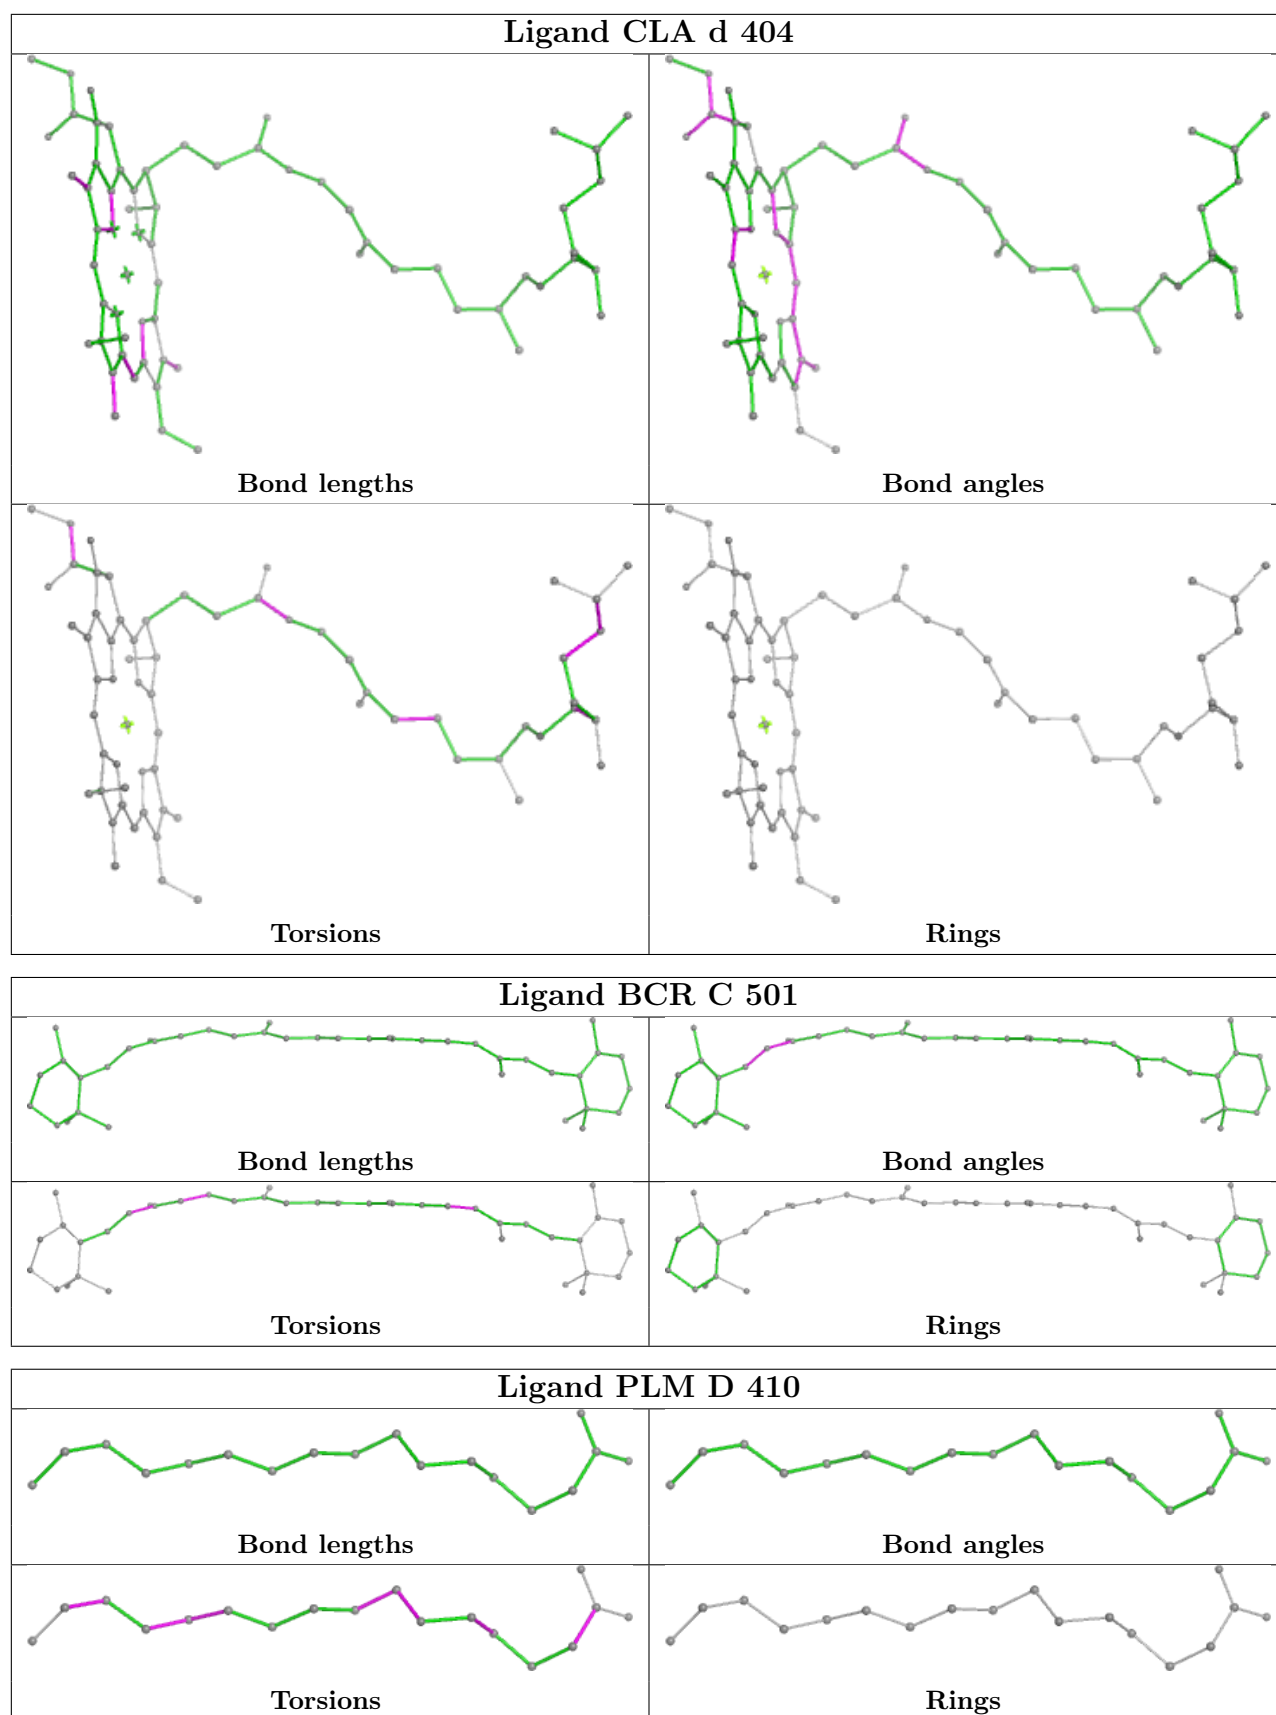 Ligand CLA d 404
Bond lengths
Bond angles
Torsions
Rings
Ligand BCR C 501
Bond lengths
Bond angles
Torsions
Rings
Ligand PLM D 410
Bond lengths
Bond angles
Torsions
Rings